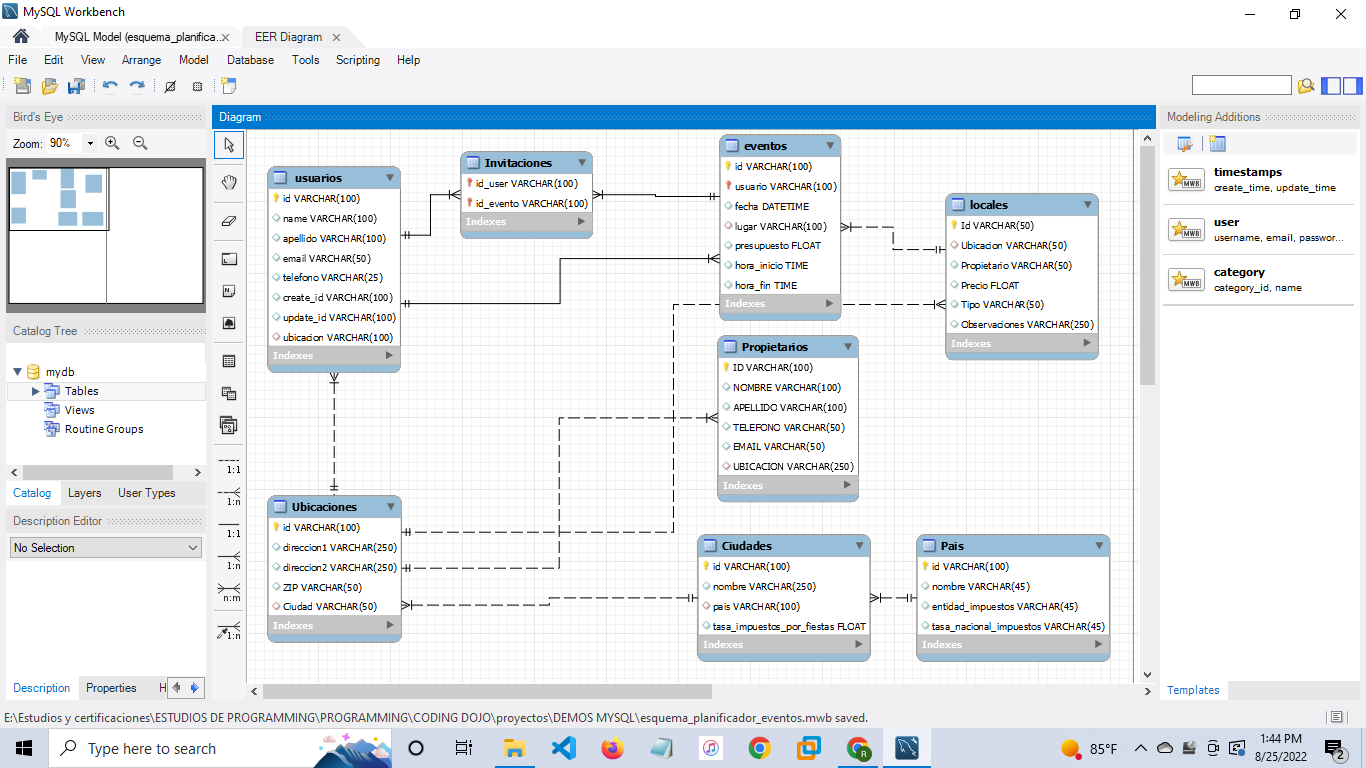 MySQL Workbench
MySQL Model (esquema_planifica...
EER Diagram
File Edit View Arrange Model Database Tools Scripting Help
Bird's Eye
Zoom: 90%
Catalog Tree
mydb
Tables
Views
Routine Groups
Catalog Layers User Types
Description Editor
No Selection
Description Properties H
Diagram
1:1
1:n
1:1
1:n
n:m
1:n
usuarios
id VARCHAR(100)
name VARCHAR(100)
apellido VARCHAR(100)
email VARCHAR(50)
telefono VARCHAR(25)
create_id VARCHAR(100)
update_id VARCHAR(100)
ubicacion VARCHAR(100)
Indexes
Invitaciones
id_user VARCHAR(100)
id_evento VARCHAR(100)
Indexes
eventos
id VARCHAR(100)
usuario VARCHAR(100)
fecha DATETIME
lugar VARCHAR(100)
presupuesto FLOAT
hora_inicio TIME
hora_fin TIME
Indexes
locales
Id VARCHAR(50)
Ubicacion VARCHAR(50)
Propietario VARCHAR(50)
Precio FLOAT
Tipo VARCHAR(50)
Observaciones VARCHAR(250)
Indexes
Propietarios
ID VARCHAR(100)
NOMBRE VARCHAR(100)
APELLIDO VARCHAR(100)
TELEFONO VARCHAR(50)
EMAIL VARCHAR(50)
UBICACION VARCHAR(250)
Indexes
Ubicaciones
id VARCHAR(100)
direccion1 VARCHAR(250)
direccion2 VARCHAR(250)
ZIP VARCHAR(50)
Ciudad VARCHAR(50)
Indexes
Ciudades
id VARCHAR(100)
nombre VARCHAR(250)
pais VARCHAR(100)
tasa_impuestos_por_fiestas FLOAT
Indexes
Pais
id VARCHAR(100)
nombre VARCHAR(45)
entidad_impuestos VARCHAR(45)
tasa_nacional_impuestos VARCHAR(45)
Indexes
Modeling Additions
timestamps
create_time, update_time
user
username, email, passwor...
category
category_id, name
MWB
MWB
MWB
Templates
E:\Estudios y certificaciones\ESTUDIOS DE PROGRAMMING\PROGRAMMING\CODING DOJO\proyectos\DEMOS MYSQL\esquema_planificador_eventos.mwb saved.
Type here to search
R
85°F
1:44 PM
8/25/2022
2